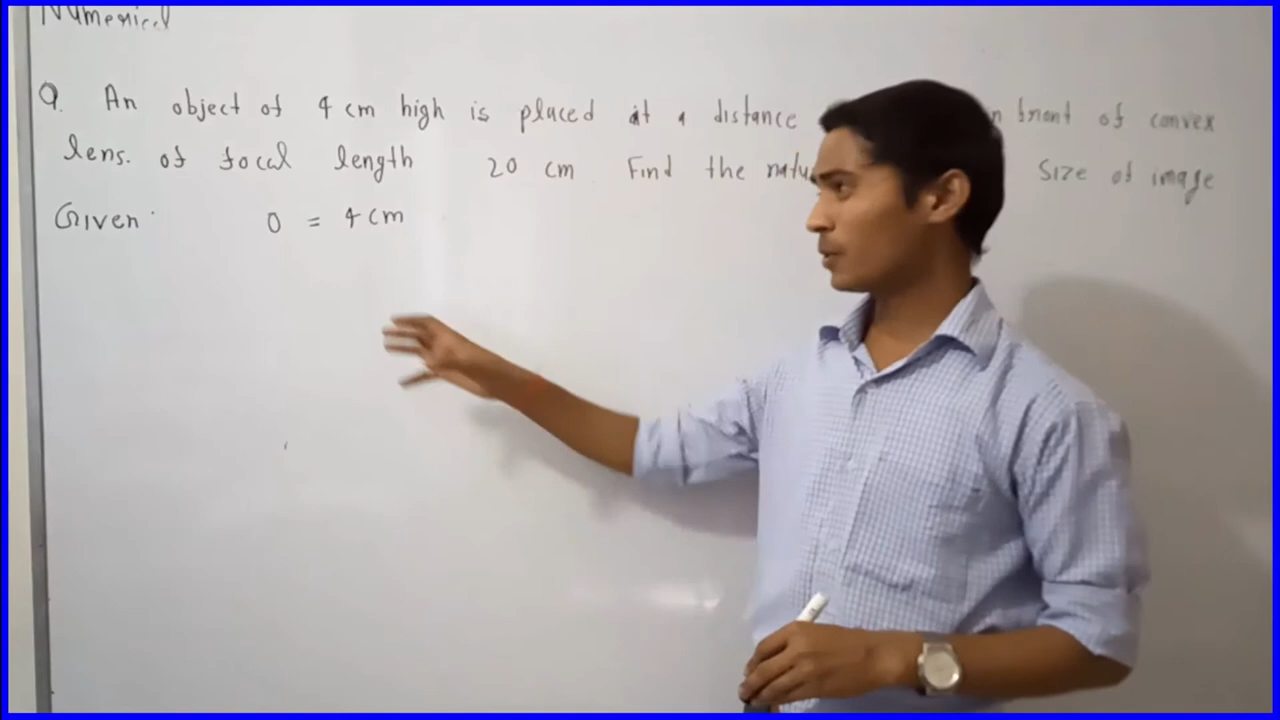 Numerical
Q. An object of 4 cm high is placed at a distance front of convex
lens. of focal length 20 cm Find the Size of image
Given: O = 4 cm